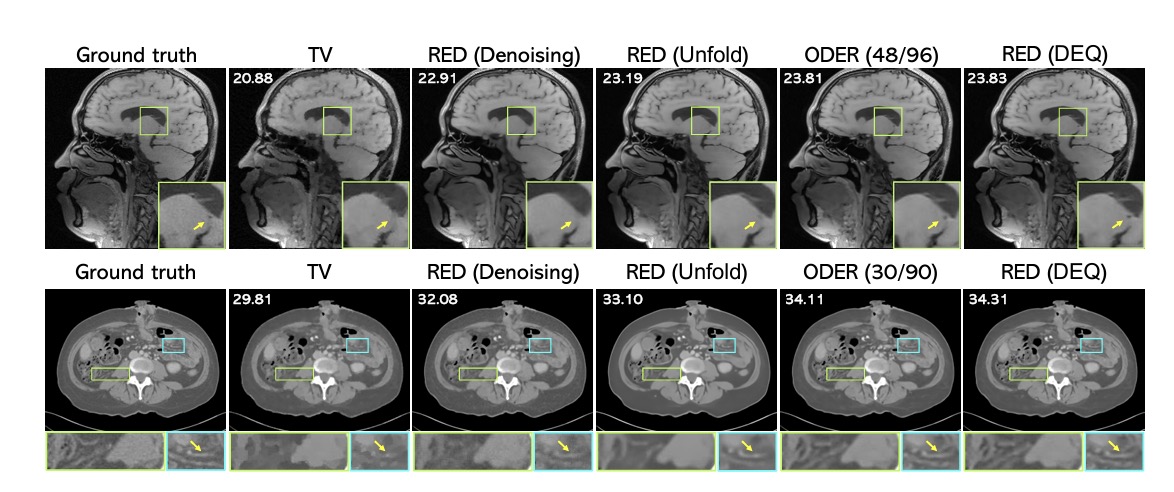 Ground truth TV RED (Denoising) RED (Unfold) ODER (48/96) RED (DEQ)
20.88 22.91 23.19 23.81 23.83
Ground truth TV RED (Denoising) RED (Unfold) ODER (30/90) RED (DEQ)
29.81 32.08 33.10 34.11 34.31